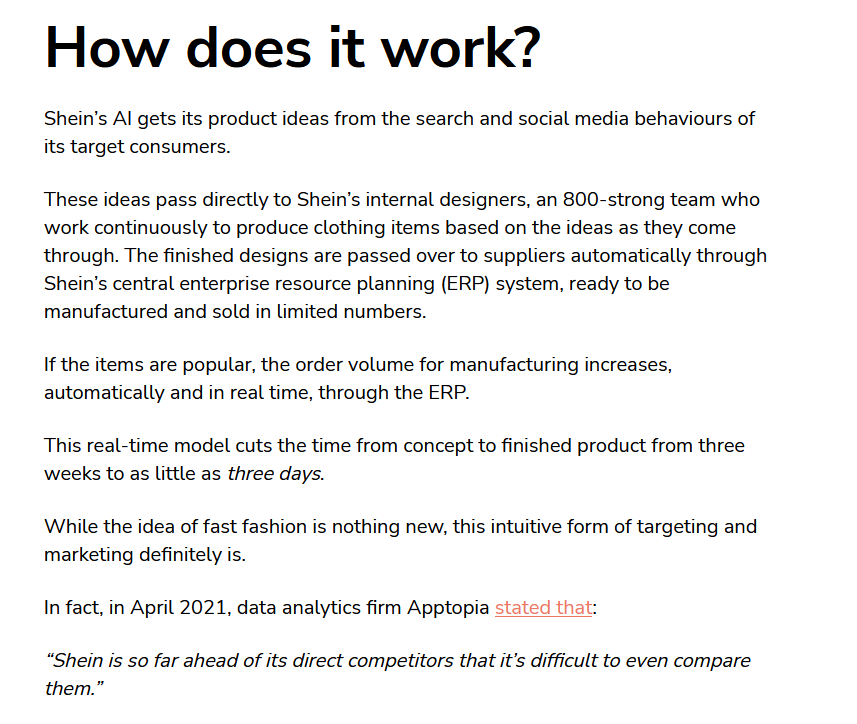 How does it work?
Shein’s AI gets its product ideas from the search and social media behaviours of
its target consumers.
These ideas pass directly to Shein’s internal designers, an 800-strong team who
work continuously to produce clothing items based on the ideas as they come
through. The finished designs are passed over to suppliers automatically through
Shein’s central enterprise resource planning (ERP) system, ready to be
manufactured and sold in limited numbers.
If the items are popular, the order volume for manufacturing increases,
automatically and in real time, through the ERP.
This real-time model cuts the time from concept to finished product from three
weeks to as little as three days.
While the idea of fast fashion is nothing new, this intuitive form of targeting and
marketing definitely is.
In fact, in April 2021, data analytics firm Apptopia stated that:
“Shein is so far ahead of its direct competitors that it’s difficult to even compare
them.”